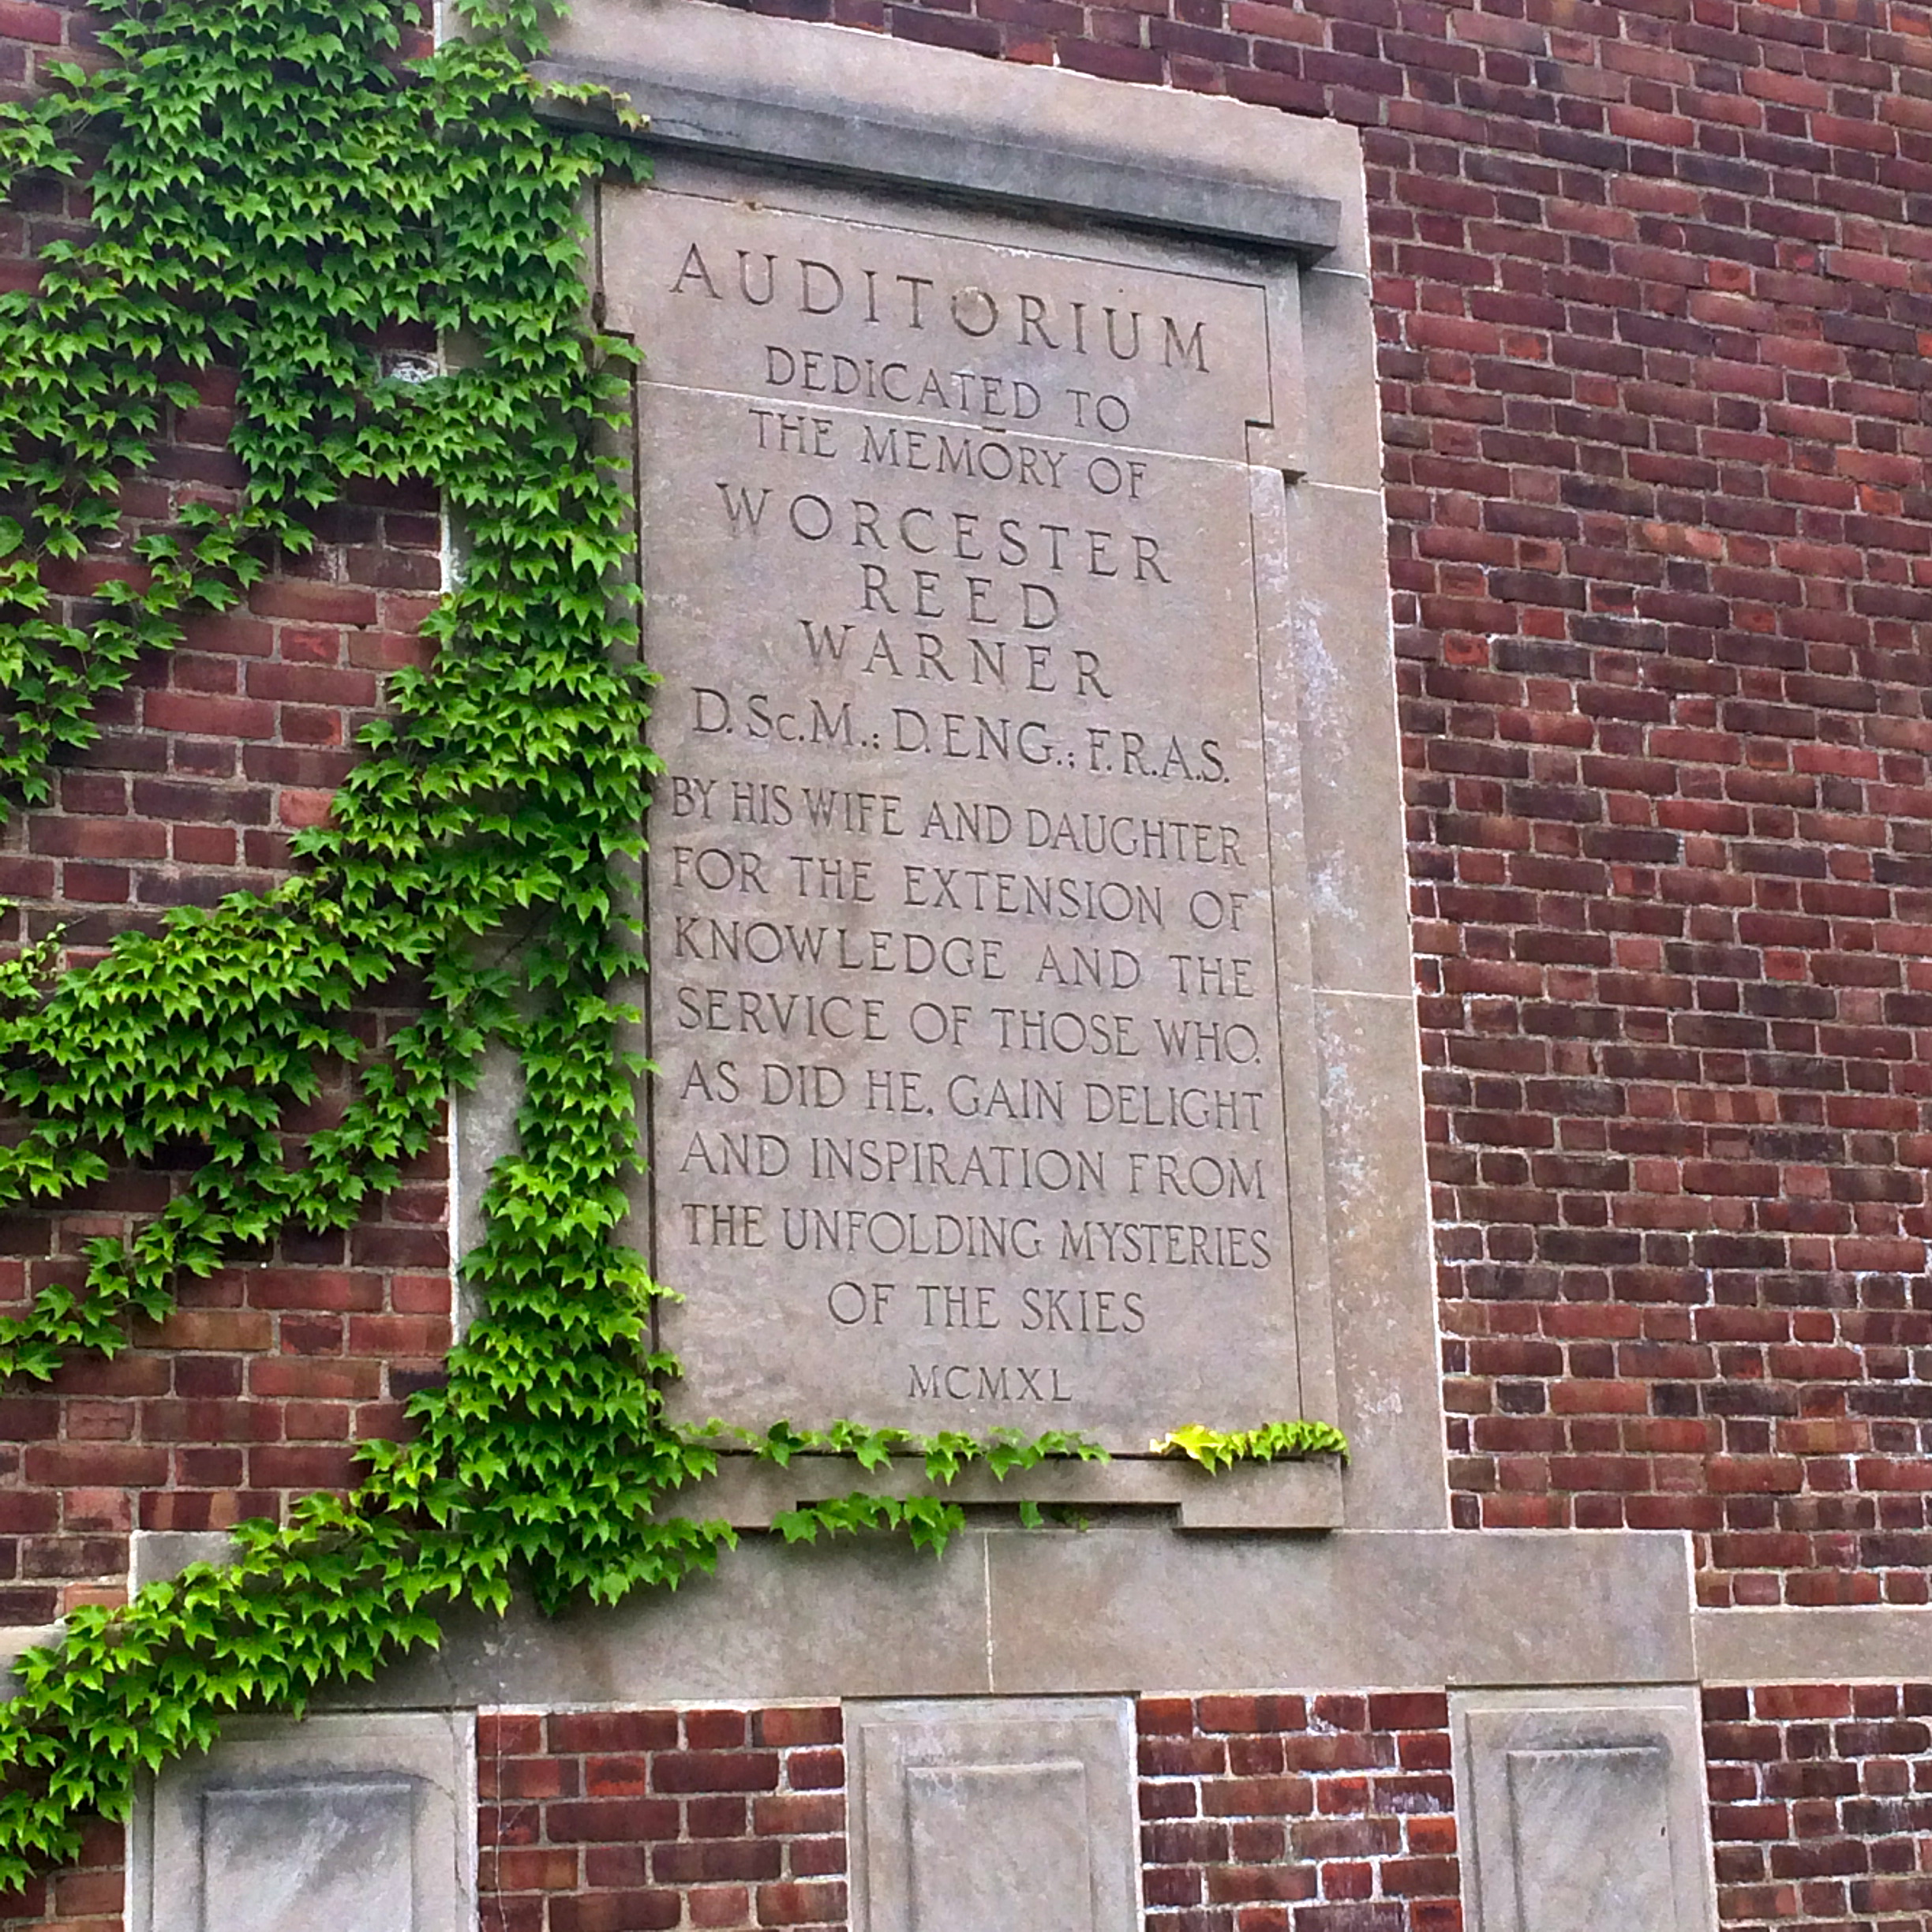 AUDITORIUM
DEDICATED TO
THE MEMORY OF
WORCESTER
REED
WARNER
D.Sc.M.; D.ENG.; F.R.A.S.
BY HIS WIFE AND DAUGHTER
FOR THE EXTENSION OF
KNOWLEDGE AND THE
SERVICE OF THOSE WHO,
AS DID HE, GAIN DELIGHT
AND INSPIRATION FROM
THE UNFOLDING MYSTERIES
OF THE SKIES
MCMXL